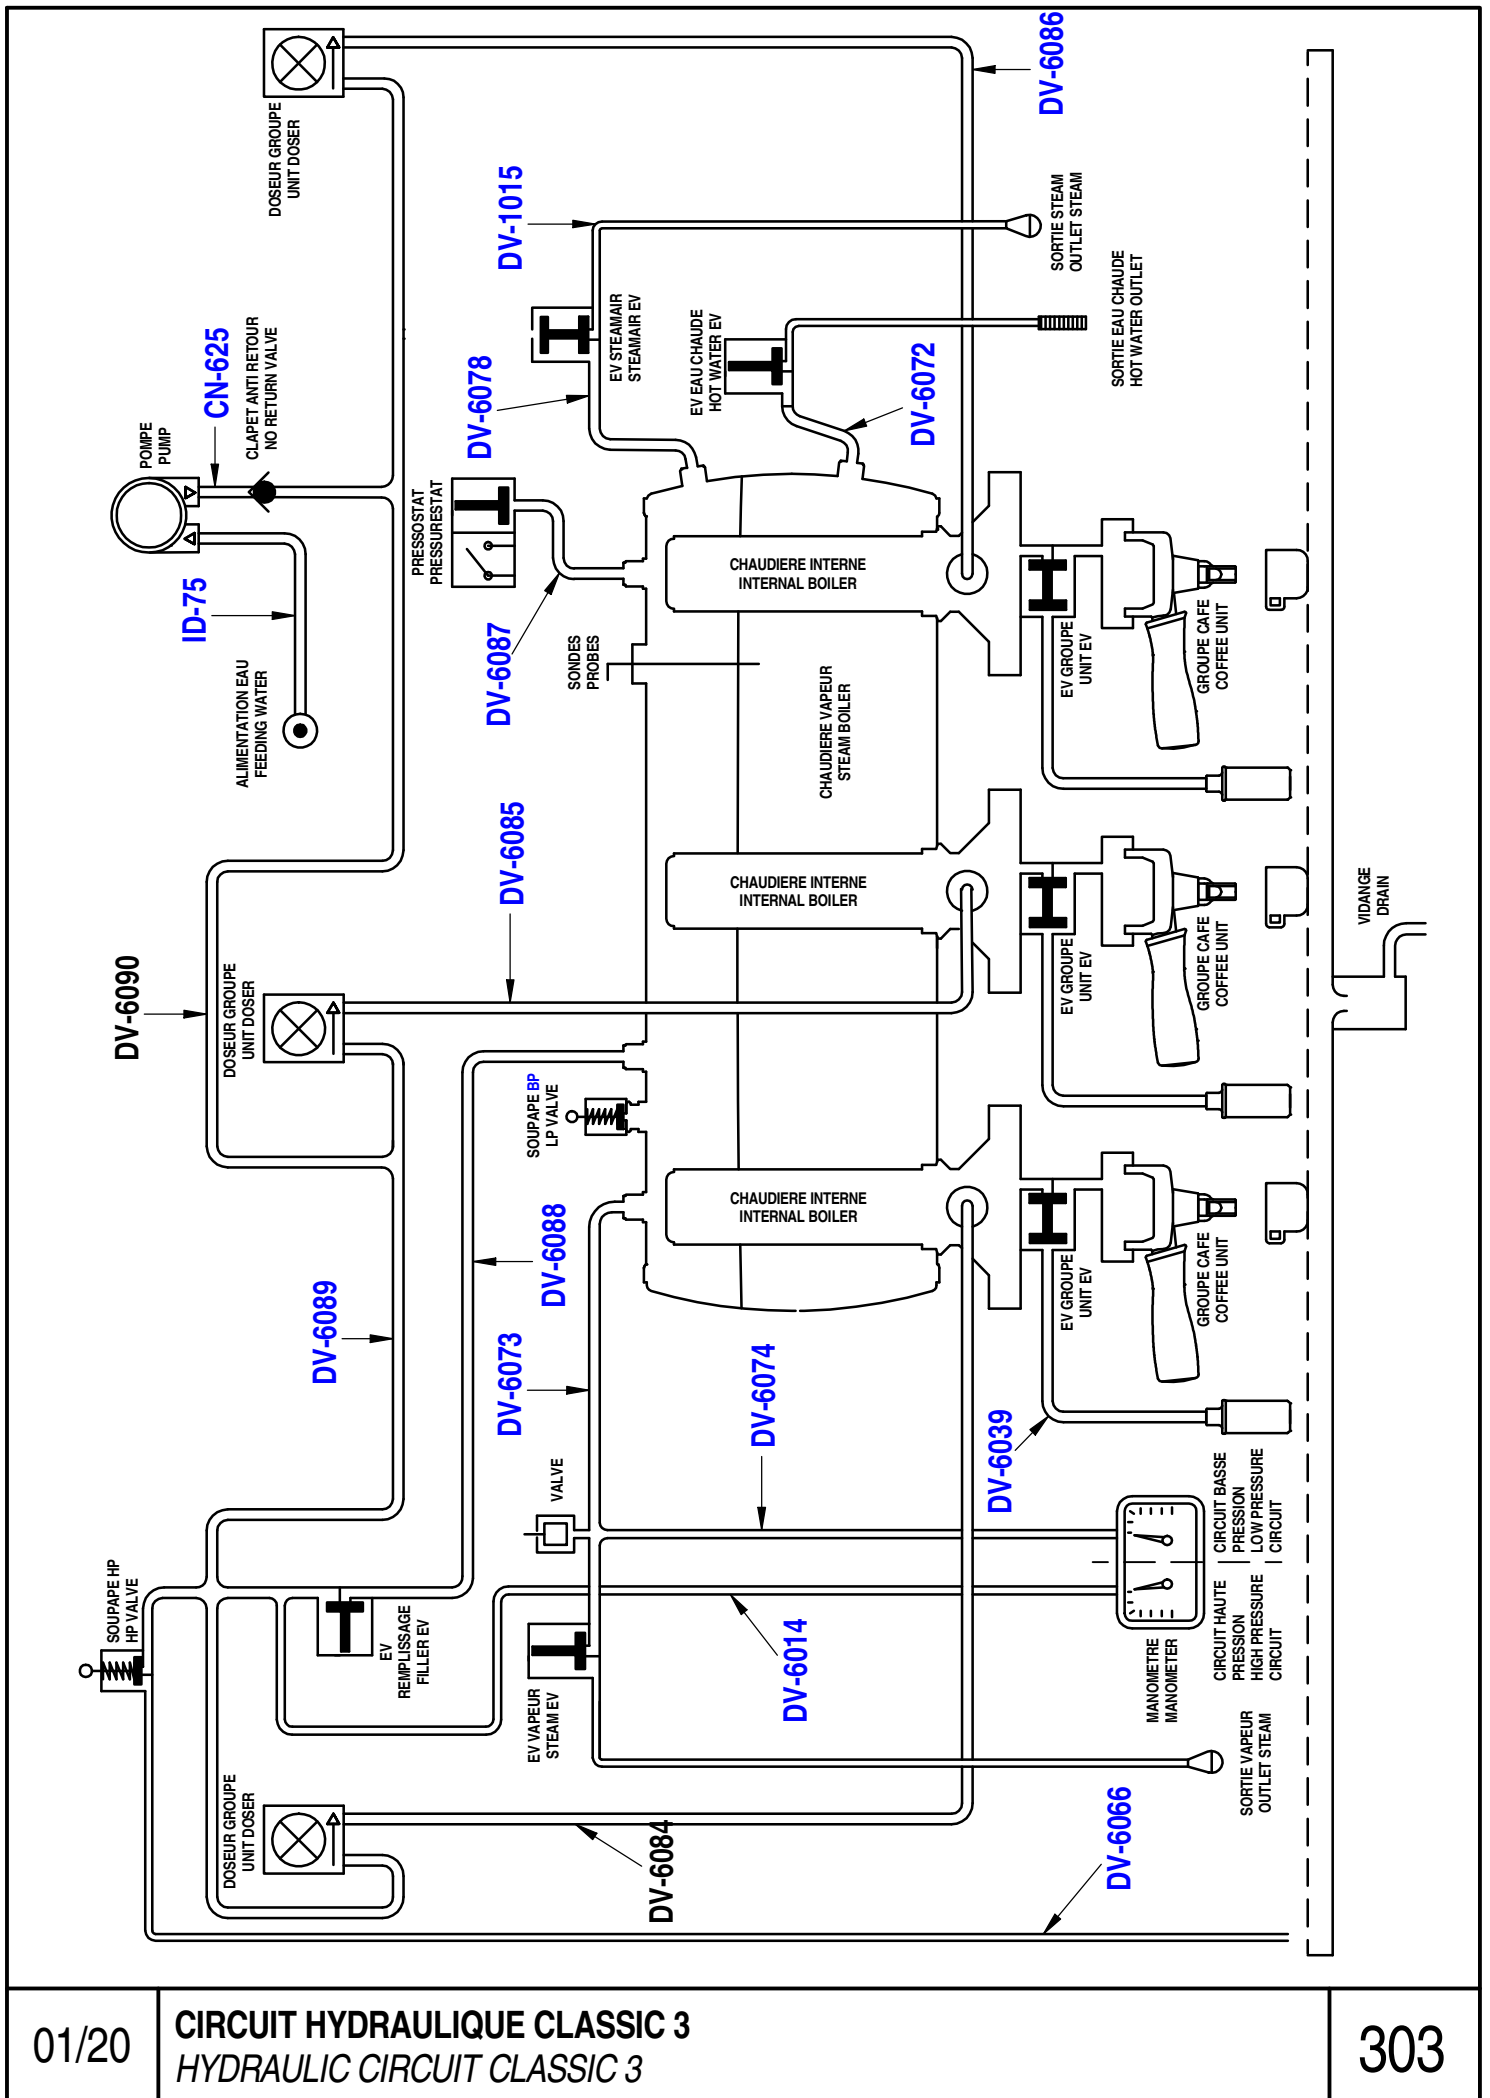 DOSEUR GROUPE
UNIT DOSER
DV-6086
DV-1015
SORTIE STEAM
OUTLET STEAM
SORTIE EAU CHAUDE
HOT WATER OUTLET
EV STEAMAIR
STEAMAIR EV
EV EAU CHAUDE
HOT WATER EV
DV-6072
DV-6078
CN-625
CLAPET ANTI RETOUR
NO RETURN VALVE
POMPE
PUMP
ID-75
ALIMENTATION EAU
FEEDING WATER
PRESSOSTAT
PRESSURESTAT
DV-6087
SONDES
PROBES
CHAUDIERE INTERNE
INTERNAL BOILER
CHAUDIERE VAPEUR
STEAM BOILER
EV GROUPE
UNIT EV
GROUPE CAFE
COFFEE UNIT
DV-6085
DV-6090
DOSEUR GROUPE
UNIT DOSER
CHAUDIERE INTERNE
INTERNAL BOILER
EV GROUPE
UNIT EV
GROUPE CAFE
COFFEE UNIT
VIDANGE
DRAIN
SOUPAPE BP
LP VALVE
DV-6088
DV-6089
DV-6073
CHAUDIERE INTERNE
INTERNAL BOILER
EV GROUPE
UNIT EV
GROUPE CAFE
COFFEE UNIT
DV-6074
DV-6039
VALVE
SOUPAPE HP
HP VALVE
EV
REMPLISSAGE
FILLER EV
EV VAPEUR
STEAM EV
DV-6014
MANOMETRE
MANOMETER
CIRCUIT BASSE
PRESSION
LOW PRESSURE
CIRCUIT
CIRCUIT HAUTE
PRESSION
HIGH PRESSURE
CIRCUIT
SORTIE VAPEUR
OUTLET STEAM
DOSEUR GROUPE
UNIT DOSER
DV-6084
DV-6066
01/20
CIRCUIT HYDRAULIQUE CLASSIC 3
HYDRAULIC CIRCUIT CLASSIC 3
303